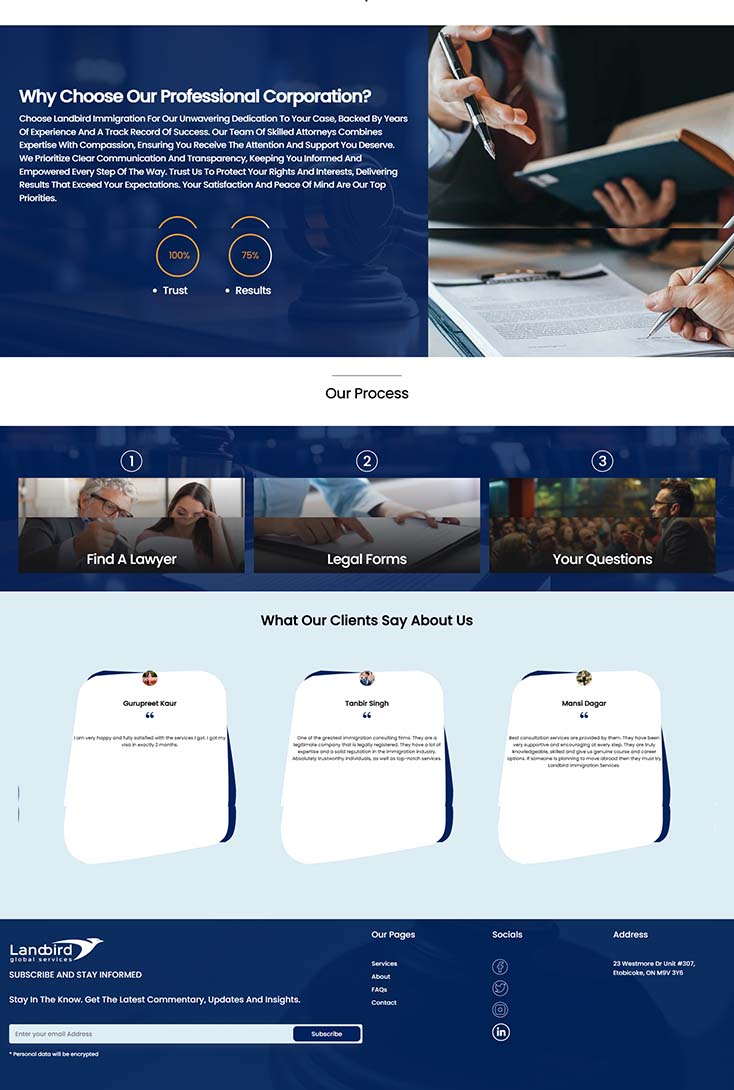 Why Choose Our Professional Corporation?
Choose Landbird Immigration For Our Unwavering Dedication To Your Case, Backed By Years
Of Experience And A Track Record Of Success. Our Team Of Skilled Attorneys Combines
Expertise With Compassion, Ensuring You Receive The Attention And Support You Deserve.
We Prioritize Clear Communication And Transparency, Keeping You Informed And
Empowered Every Step Of The Way. Trust Us To Protect Your Rights And Interests, Delivering
Results That Exceed Your Expectations. Your Satisfaction And Peace Of Mind Are Our Top
Priorities.
100% 75%
• Trust • Results
Our Process
1 2 3
Find A Lawyer Legal Forms Your Questions
What Our Clients Say About Us
Gurupreet Kaur
“
I am very happy and fully satisfied with the services I got. I got my
visa in exactly 2 months.
Tanbir Singh
“
One of the greatest immigration consulting firms. They are a
legitimate company that is legally registered. They have a lot of
expertise and a solid reputation in the immigration industry.
Absolutely trustworthy individuals, as well as top-notch services.
Mansi Dagar
“
Best consultation services are provided by them. They have been
very supportive and encouraging at every step. They are truly
knowledgeable, skilled and give us genuine course and career
options. If someone is planning to move abroad then they must try
Landbird Immigration Services.
Landbird
global services
SUBSCRIBE AND STAY INFORMED
Stay In The Know. Get The Latest Commentary, Updates And Insights.
Enter your email Address Subscribe
* Personal data will be encrypted
Our Pages
Services
About
FAQs
Contact
Socials
in
Address
23 Westmore Dr Unit #307,
Etobicoke, ON M9V 3Y6